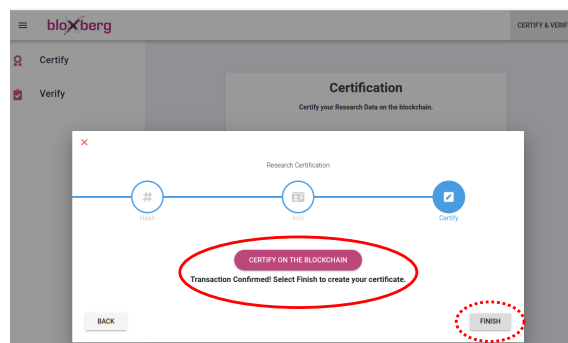 bloxberg
CERTIFY & VERIF
Certify
Verify
Certification
Certify your Research Data on the blockchain.
Research Certification
#
Hash
Info
Certify
CERTIFY ON THE BLOCKCHAIN
Transaction Confirmed! Select Finish to create your certificate.
BACK
FINISH